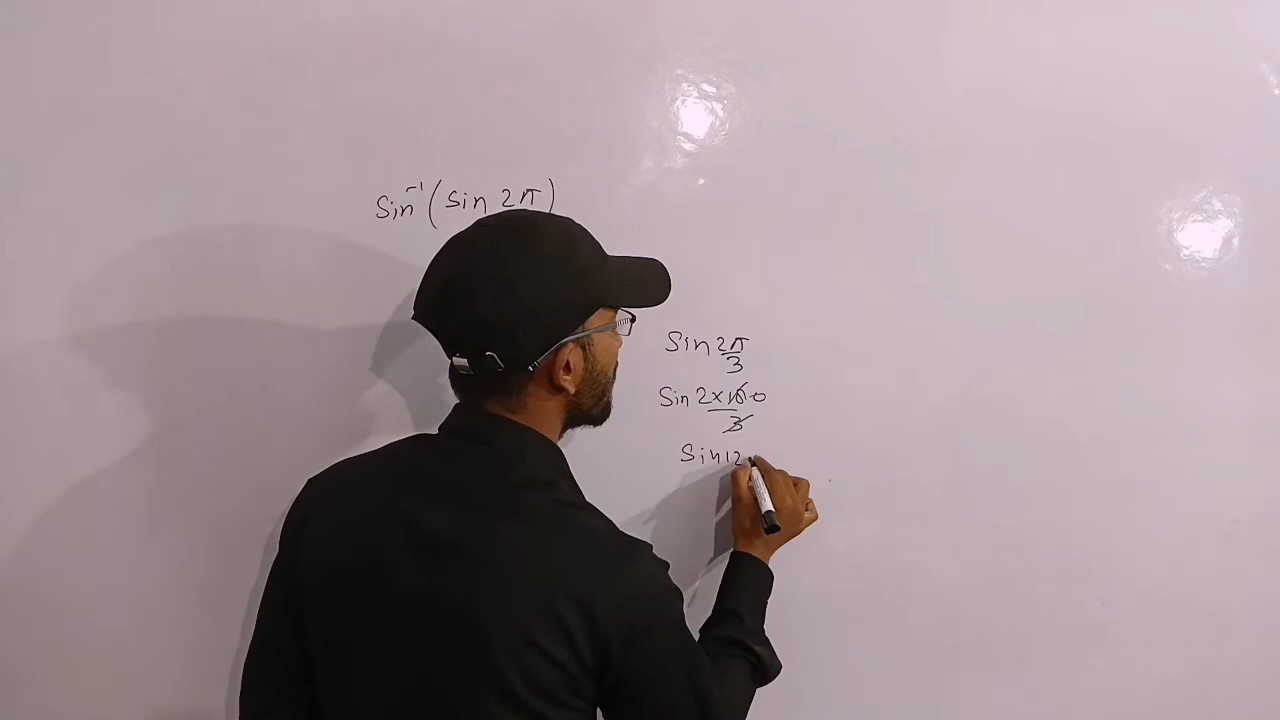 Sin⁻¹(Sin 2π)
Sin 2π/3
Sin 2×180/3
Sin 12